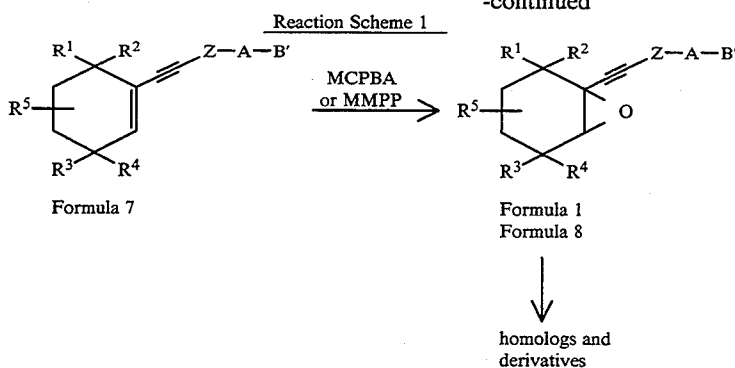 -continued
Reaction Scheme 1
R¹ R² Z—A—B'
R⁵
R³ R⁴
Formula 7
MCPBA
or MMPP
R¹ R² Z—A—B'
R⁵ O
R³ R⁴
Formula 1
Formula 8
homologs and
derivatives